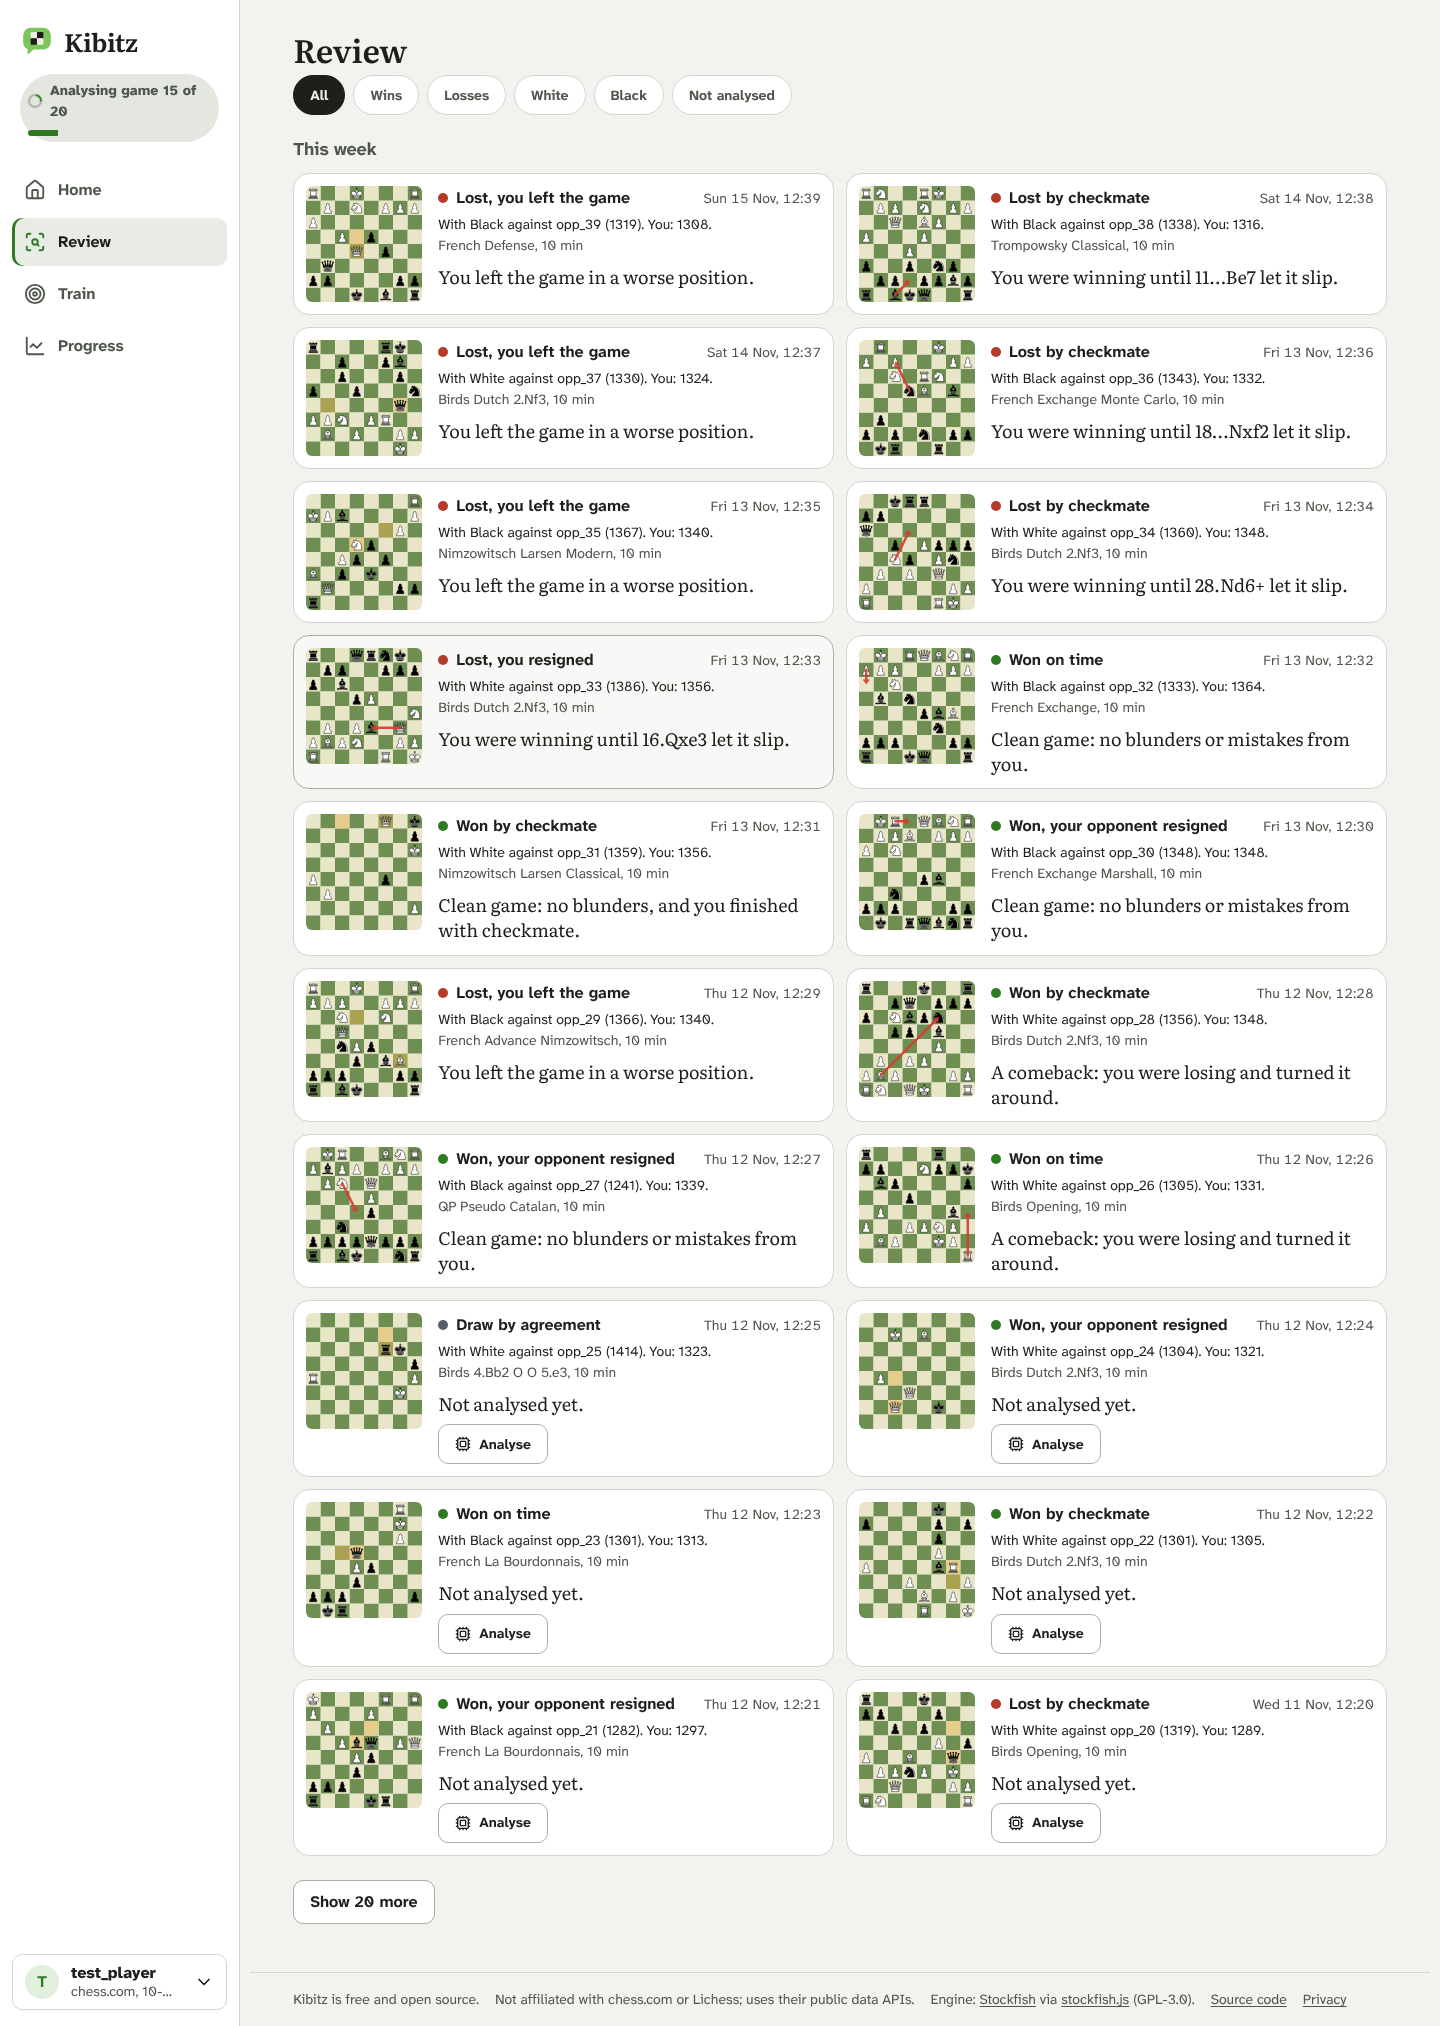 Kibitz
Analysing game 15 of
20
Home
Review
Train
Progress
test_player
chess.com, 10-...
T
Review
All
Wins
Losses
White
Black
Not analysed
This week
Lost, you left the game
Sun 15 Nov, 12:39
With Black against opp_39 (1319). You: 1308.
French Defense, 10 min
You left the game in a worse position.
Lost by checkmate
Sat 14 Nov, 12:38
With Black against opp_38 (1338). You: 1316.
Trompowsky Classical, 10 min
You were winning until 11...Be7 let it slip.
Lost, you left the game
Sat 14 Nov, 12:37
With White against opp_37 (1330). You: 1324.
Birds Dutch 2.Nf3, 10 min
You left the game in a worse position.
Lost by checkmate
Fri 13 Nov, 12:36
With Black against opp_36 (1343). You: 1332.
French Exchange Monte Carlo, 10 min
You were winning until 18...Nxf2 let it slip.
Lost, you left the game
Fri 13 Nov, 12:35
With Black against opp_35 (1367). You: 1340.
Nimzowitsch Larsen Modern, 10 min
You left the game in a worse position.
Lost by checkmate
Fri 13 Nov, 12:34
With White against opp_34 (1360). You: 1348.
Birds Dutch 2.Nf3, 10 min
You were winning until 28.Nd6+ let it slip.
Lost, you resigned
Fri 13 Nov, 12:33
With White against opp_33 (1386). You: 1356.
Birds Dutch 2.Nf3, 10 min
You were winning until 16.Qxe3 let it slip.
Won on time
Fri 13 Nov, 12:32
With Black against opp_32 (1333). You: 1364.
French Exchange, 10 min
Clean game: no blunders or mistakes from
you.
Won by checkmate
Fri 13 Nov, 12:31
With White against opp_31 (1359). You: 1356.
Nimzowitsch Larsen Classical, 10 min
Clean game: no blunders, and you finished
with checkmate.
Won, your opponent resigned
Fri 13 Nov, 12:30
With Black against opp_30 (1348). You: 1348.
French Exchange Marshall, 10 min
Clean game: no blunders or mistakes from
you.
Lost, you left the game
Thu 12 Nov, 12:29
With Black against opp_29 (1366). You: 1340.
French Advance Nimzowitsch, 10 min
You left the game in a worse position.
Won by checkmate
Thu 12 Nov, 12:28
With White against opp_28 (1356). You: 1348.
Birds Dutch 2.Nf3, 10 min
A comeback: you were losing and turned it
around.
Won, your opponent resigned
Thu 12 Nov, 12:27
With Black against opp_27 (1241). You: 1339.
QP Pseudo Catalan, 10 min
Clean game: no blunders or mistakes from
you.
Won on time
Thu 12 Nov, 12:26
With White against opp_26 (1305). You: 1331.
Birds Opening, 10 min
A comeback: you were losing and turned it
around.
Draw by agreement
Thu 12 Nov, 12:25
With White against opp_25 (1414). You: 1323.
Birds 4.Bb2 O O 5.e3, 10 min
Not analysed yet.
Analyse
Won, your opponent resigned
Thu 12 Nov, 12:24
With White against opp_24 (1304). You: 1321.
Birds Dutch 2.Nf3, 10 min
Not analysed yet.
Analyse
Won on time
Thu 12 Nov, 12:23
With Black against opp_23 (1301). You: 1313.
French La Bourdonnais, 10 min
Not analysed yet.
Analyse
Won by checkmate
Thu 12 Nov, 12:22
With White against opp_22 (1301). You: 1305.
Birds Dutch 2.Nf3, 10 min
Not analysed yet.
Analyse
Won, your opponent resigned
Thu 12 Nov, 12:21
With Black against opp_21 (1282). You: 1297.
French La Bourdonnais, 10 min
Not analysed yet.
Analyse
Lost by checkmate
Wed 11 Nov, 12:20
With White against opp_20 (1319). You: 1289.
Birds Opening, 10 min
Not analysed yet.
Analyse
Show 20 more
Kibitz is free and open source. Not affiliated with chess.com or Lichess; uses their public data APIs. Engine: Stockfish via stockfish.js (GPL-3.0). Source code Privacy